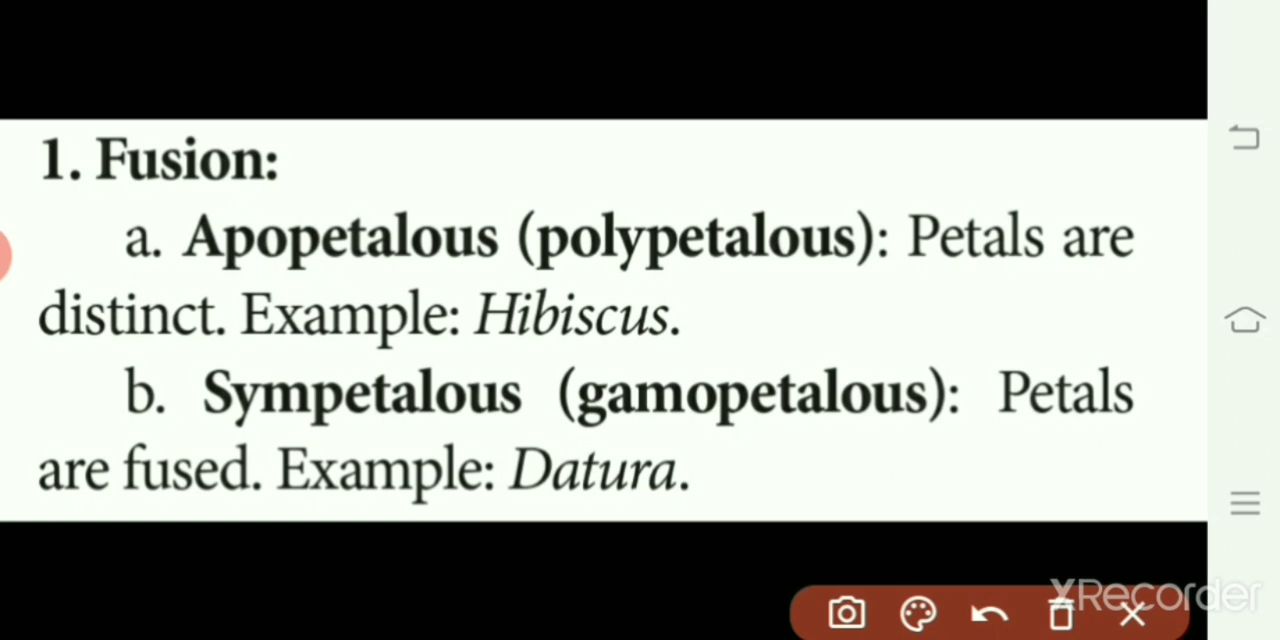 1. Fusion:
a. Apopetalous (polypetalous): Petals are
distinct. Example: Hibiscus.
b. Sympetalous (gamopetalous): Petals
are fused. Example: Datura.
XRecorder